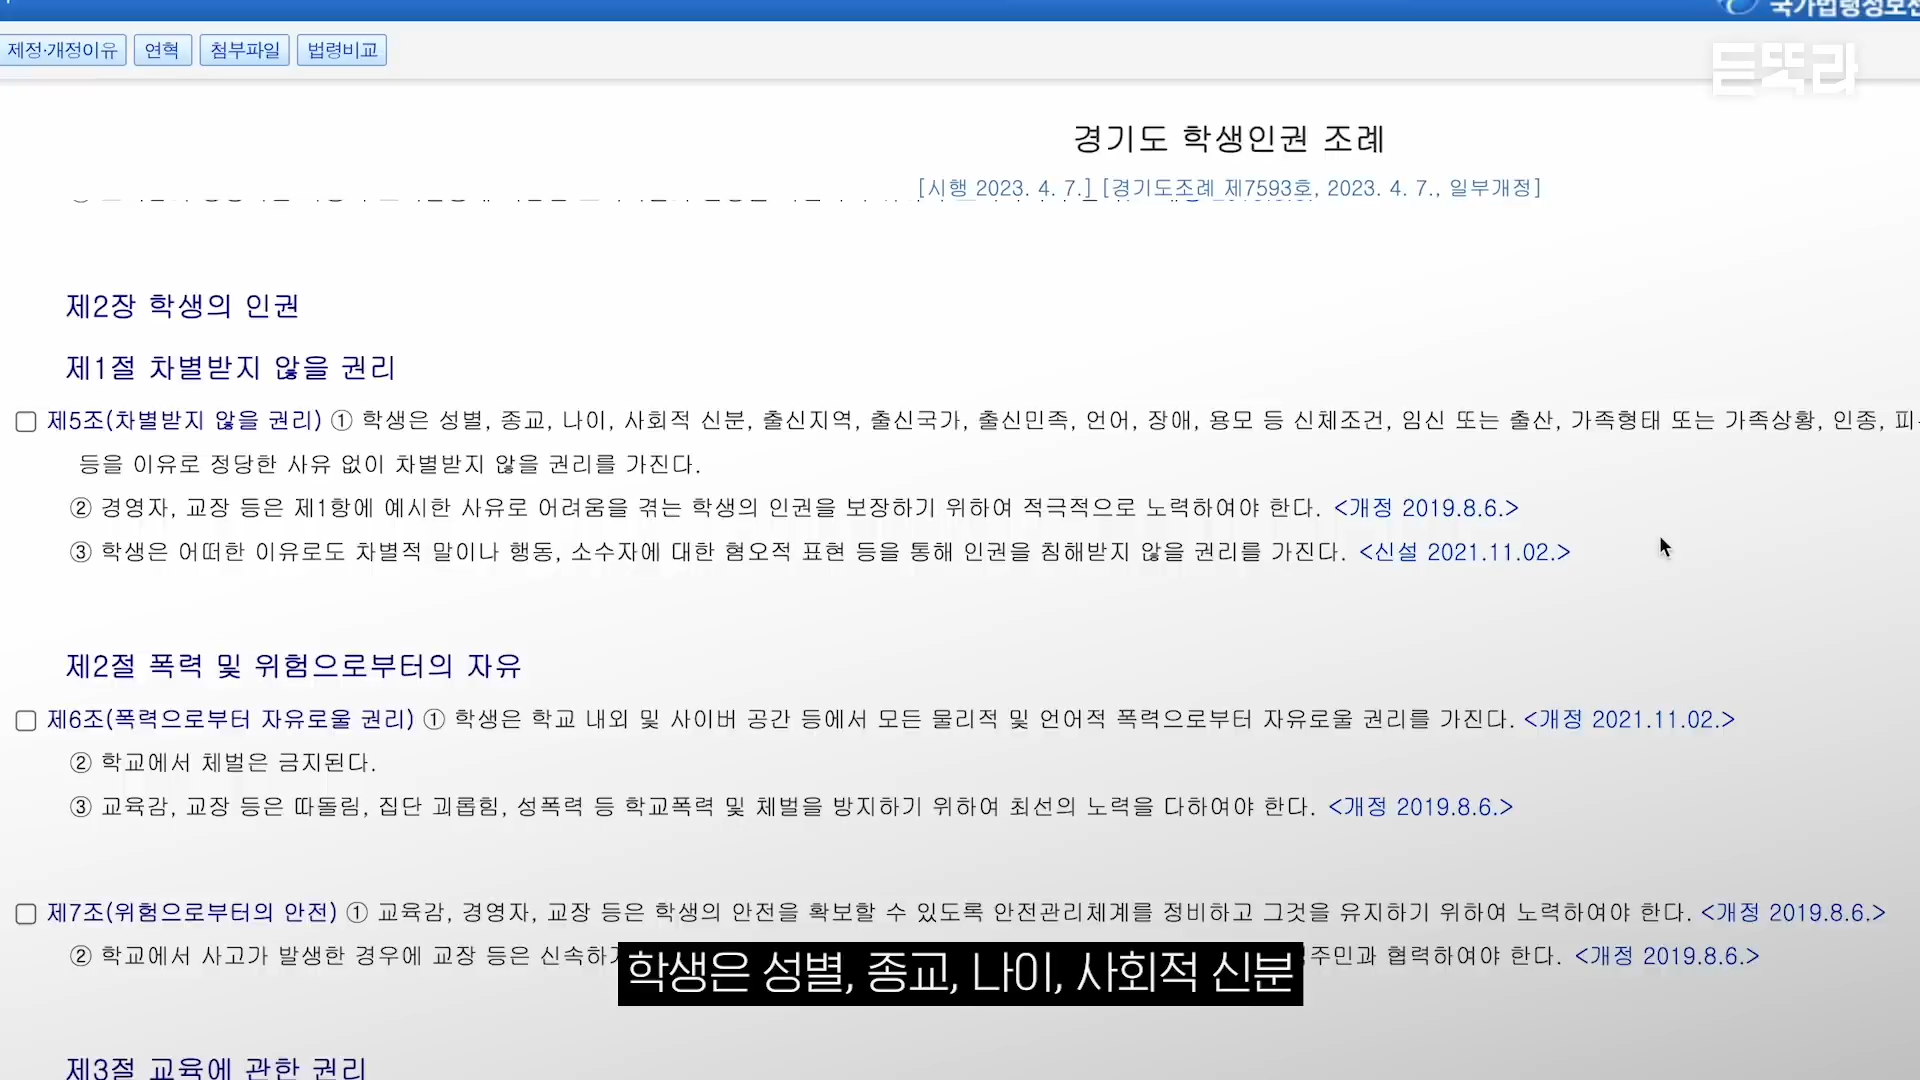 국가법령정보센
제정·개정이유 연혁 첨부파일 법령비교
듣똑라
경기도 학생인권 조례
[시행 2023. 4. 7.] [경기도조례 제7593호, 2023. 4. 7., 일부개정]
제2장 학생의 인권
제1절 차별받지 않을 권리
제5조(차별받지 않을 권리) ① 학생은 성별, 종교, 나이, 사회적 신분, 출신지역, 출신국가, 출신민족, 언어, 장애, 용모 등 신체조건, 임신 또는 출산, 가족형태 또는 가족상황, 인종, 피
등을 이유로 정당한 사유 없이 차별받지 않을 권리를 가진다.
② 경영자, 교장 등은 제1항에 예시한 사유로 어려움을 겪는 학생의 인권을 보장하기 위하여 적극적으로 노력하여야 한다. <개정 2019.8.6.>
③ 학생은 어떠한 이유로도 차별적 말이나 행동, 소수자에 대한 혐오적 표현 등을 통해 인권을 침해받지 않을 권리를 가진다. <신설 2021.11.02.>
제2절 폭력 및 위험으로부터의 자유
제6조(폭력으로부터 자유로울 권리) ① 학생은 학교 내외 및 사이버 공간 등에서 모든 물리적 및 언어적 폭력으로부터 자유로울 권리를 가진다. <개정 2021.11.02.>
② 학교에서 체벌은 금지된다.
③ 교육감, 교장 등은 따돌림, 집단 괴롭힘, 성폭력 등 학교폭력 및 체벌을 방지하기 위하여 최선의 노력을 다하여야 한다. <개정 2019.8.6.>
제7조(위험으로부터의 안전) ① 교육감, 경영자, 교장 등은 학생의 안전을 확보할 수 있도록 안전관리체계를 정비하고 그것을 유지하기 위하여 노력하여야 한다. <개정 2019.8.6.>
② 학교에서 사고가 발생한 경우에 교장 등은 신속하 주민과 협력하여야 한다. <개정 2019.8.6.>
학생은 성별, 종교, 나이, 사회적 신분
제3절 교육에 관한 권리